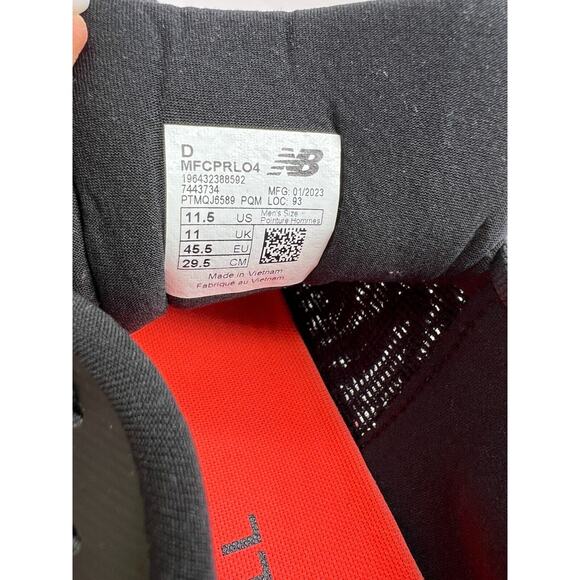 D
MFCPRLO4
196432388592
7443734 MFG: 01/2023
PTMQJ6589 PQM LOC: 93
11.5 US Men's Size -
Pointure Hommes
11 UK
45.5 EU
29.5 CM
Made in Vietnam
Fabriqué au Vietnam
NB